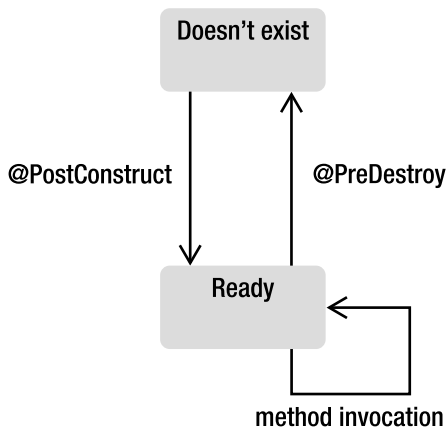 Doesn't exist
@PostConstruct
@PreDestroy
Ready
method invocation